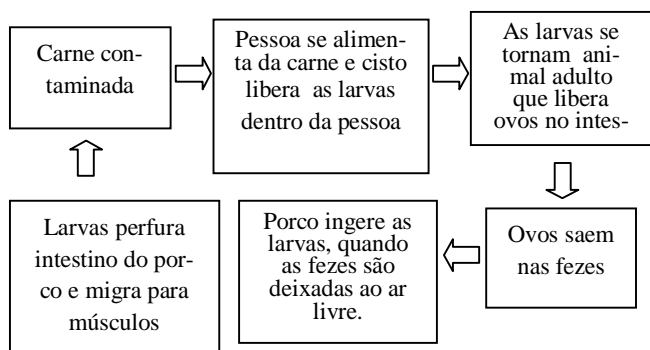 Carne con-
taminada
Pessoa se alimen-
ta da carne e cisto
libera as larvas
dentro da pessoa
As larvas se
tornam ani-
mal adulto
que libera
ovos no intes-
Ovos saem
nas fezes
Porco ingere as
larvas, quando
as fezes são
deixadas ao ar
livre.
Larvas perfura
intestino do por-
co e migra para
músculos